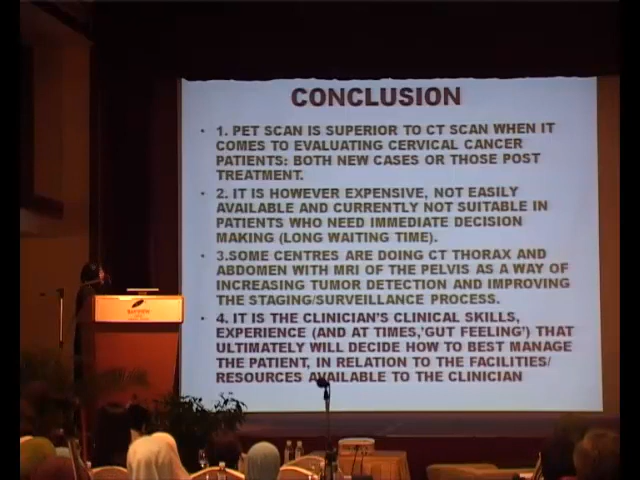 CONCLUSION
• 1. PET SCAN IS SUPERIOR TO CT SCAN WHEN IT
COMES TO EVALUATING CERVICAL CANCER
PATIENTS: BOTH NEW CASES OR THOSE POST
TREATMENT.
• 2. IT IS HOWEVER EXPENSIVE, NOT EASILY
AVAILABLE AND CURRENTLY NOT SUITABLE IN
PATIENTS WHO NEED IMMEDIATE DECISION
MAKING (LONG WAITING TIME).
• 3.SOME CENTRES ARE DOING CT THORAX AND
ABDOMEN WITH MRI OF THE PELVIS AS A WAY OF
INCREASING TUMOR DETECTION AND IMPROVING
THE STAGING/SURVEILLANCE PROCESS.
• 4. IT IS THE CLINICIAN'S CLINICAL SKILLS,
EXPERIENCE (AND AT TIMES,'GUT FEELING') THAT
ULTIMATELY WILL DECIDE HOW TO BEST MANAGE
THE PATIENT, IN RELATION TO THE FACILITIES/
RESOURCES AVAILABLE TO THE CLINICIAN